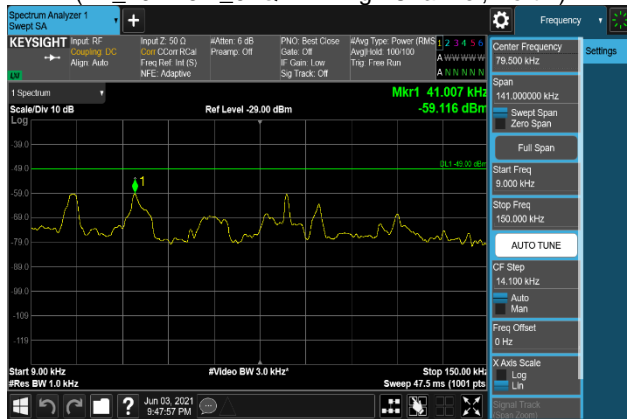 Spectrum Analyzer 1
Swept SA
+
Frequency
KEYSIGHT
Input: RF
Coupling: DC
Align: Auto
Input Z: 50 Ω
Corr CCorr RCal
Freq Ref: Int (S)
NFE: Adaptive
#Atten: 6 dB
Preamp: Off
PNO: Best Close
Gate: Off
IF Gain: Low
Sig Track: Off
#Avg Type: Power (RMS
Avg|Hold: 100/100
Trig: Free Run
1 2 3 4 5 6
A W W W W W
A N N N N N
LXI
1 Spectrum
Scale/Div 10 dB
Log
Ref Level -29.00 dBm
Mkr1 41.007 kHz
-59.116 dBm
-39.0
DL1 -49.00 dBm
-49.0
1
-59.0
-69.0
-79.0
-89.0
-99.0
-109
-119
Start 9.00 kHz
#Res BW 1.0 kHz
#Video BW 3.0 kHz*
Stop 150.00 kHz
Sweep 47.5 ms (1001 pts)
Jun 03, 2021
9:47:57 PM
?
Center Frequency
79.500 kHz
Settings
Span
141.000000 kHz
Swept Span
Zero Span
Full Span
Start Freq
9.000 kHz
Stop Freq
150.000 kHz
AUTO TUNE
CF Step
14.100 kHz
Auto
Man
Freq Offset
0 Hz
X Axis Scale
Log
Lin
Signal Track
(Span Zoom)